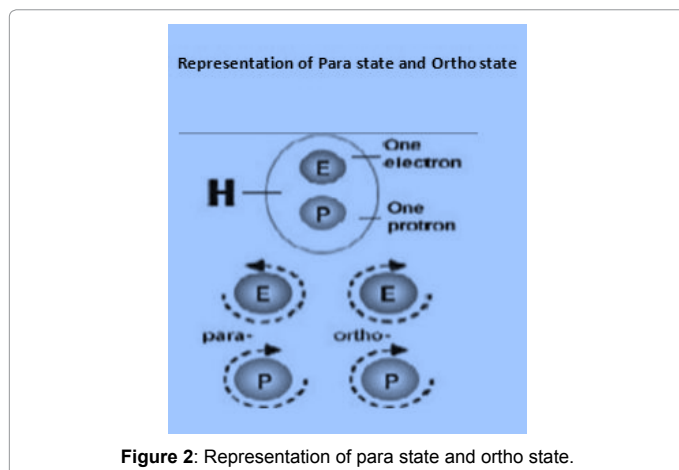 Representation of Para state and Ortho state
One
electron
E
H
P
One
protron
E
E
para-
ortho-
P
P
Figure 2: Representation of para state and ortho state.